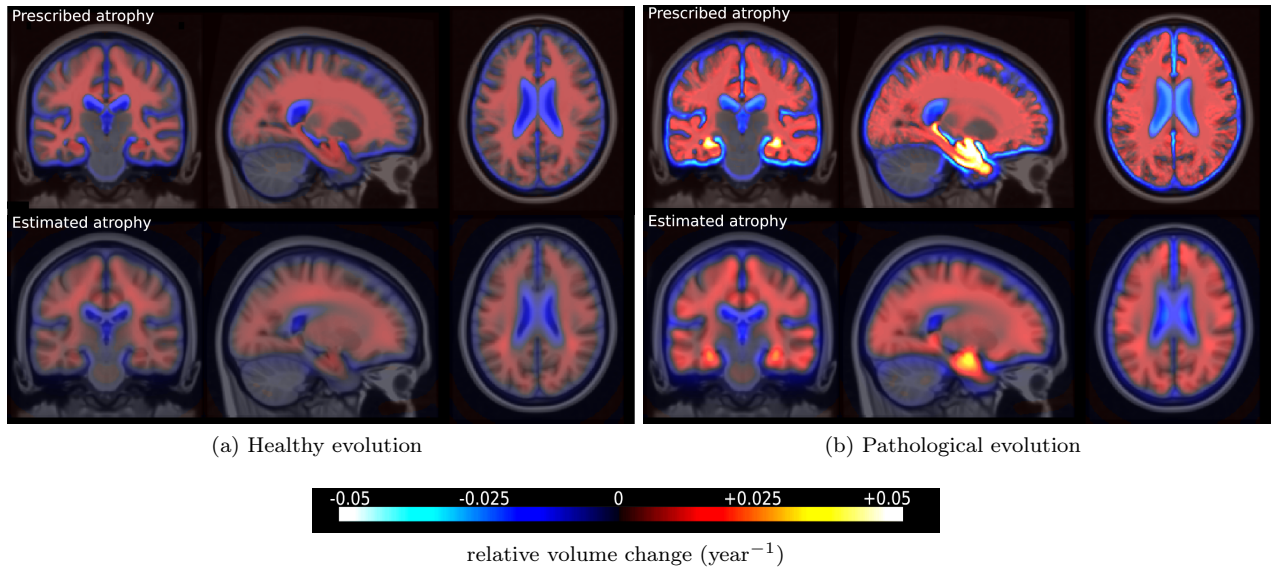 Prescribed atrophy
Prescribed atrophy
Estimated atrophy
Estimated atrophy
(a) Healthy evolution
(b) Pathological evolution
-0.05 -0.025 0 +0.025 +0.05
relative volume change (year⁻¹)